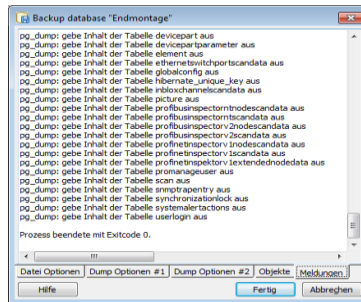 Backup database "Endmontage"
pg_dump: gebe Inhalt der Tabelle devicepart aus
pg_dump: gebe Inhalt der Tabelle devicepartparameter aus
pg_dump: gebe Inhalt der Tabelle element aus
pg_dump: gebe Inhalt der Tabelle ethernetswitchportscandata aus
pg_dump: gebe Inhalt der Tabelle globalconfig aus
pg_dump: gebe Inhalt der Tabelle hibernate_unique_key aus
pg_dump: gebe Inhalt der Tabelle inbloxchannelscandata aus
pg_dump: gebe Inhalt der Tabelle picture aus
pg_dump: gebe Inhalt der Tabelle profibusinspectorntnodescandata aus
pg_dump: gebe Inhalt der Tabelle profibusinspectorntscandata aus
pg_dump: gebe Inhalt der Tabelle profibusinspectorv2nodescandata aus
pg_dump: gebe Inhalt der Tabelle profibusinspectorv2scandata aus
pg_dump: gebe Inhalt der Tabelle profinetinspectorv1nodescandata aus
pg_dump: gebe Inhalt der Tabelle profinetinspectorv1scandata aus
pg_dump: gebe Inhalt der Tabelle profinetinspektorv1extendednodedata aus
pg_dump: gebe Inhalt der Tabelle promanageuser aus
pg_dump: gebe Inhalt der Tabelle scan aus
pg_dump: gebe Inhalt der Tabelle snmptrapentry aus
pg_dump: gebe Inhalt der Tabelle synchronizationlock aus
pg_dump: gebe Inhalt der Tabelle systemalertactions aus
pg_dump: gebe Inhalt der Tabelle userlogin aus
Prozess beendete mit Exitcode 0.
Datei Optionen Dump Optionen #1 Dump Optionen #2 Objekte Meldungen
Hilfe Fertig Abbrechen